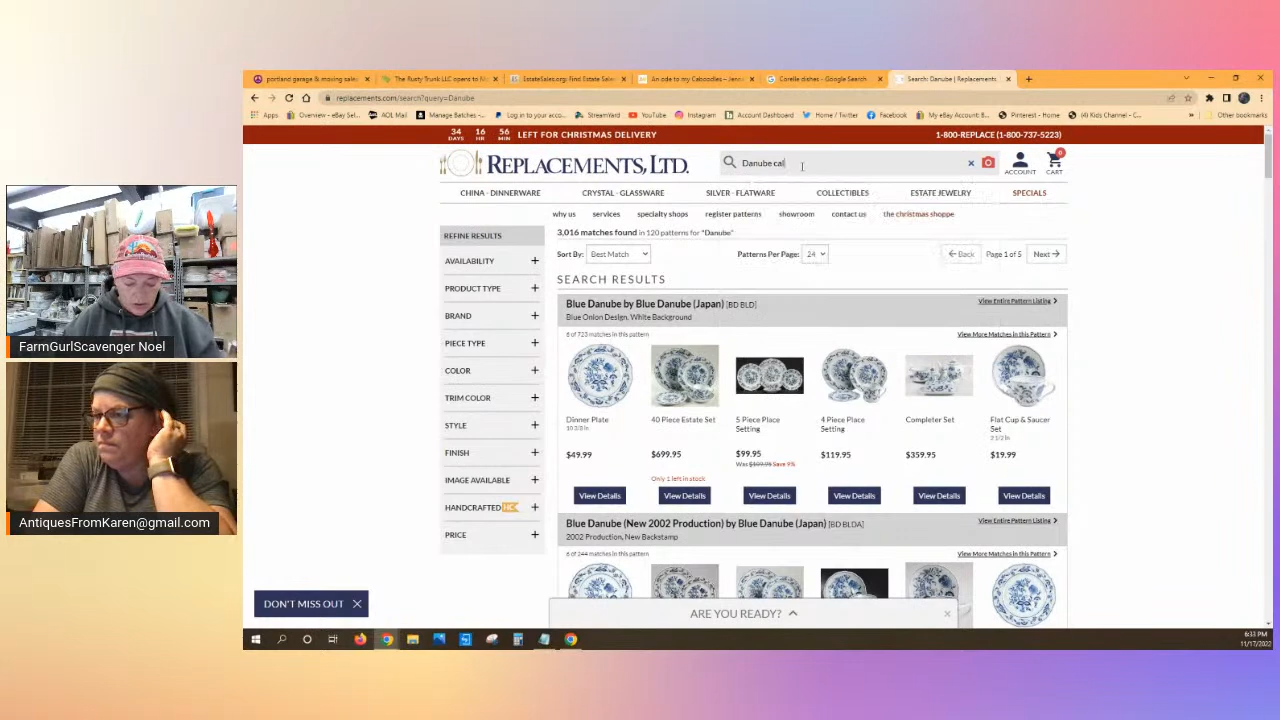 portland garage & moving sales
The Rusty Trunk LLC opens to
EstateSales.org: Find Estate Sales
An ode to my Caboodles –
Corelle dishes - Google Search
Search: Danube | Replacements,
replacements.com/search?query=Danube
Apps
Overview - eBay Sel...
AOL Mail
Manage Batches -...
Log in to your acco...
StreamYard
YouTube
Instagram
Account Dashboard
Home / Twitter
Facebook
My eBay Account: B...
Pinterest - Home
(4) Kids Channel - C...
Other bookmarks
34 DAYS 16 HR 56 MIN LEFT FOR CHRISTMAS DELIVERY
1-800-REPLACE (1-800-737-5223)
REPLACEMENTS, LTD.
Danube cal
ACCOUNT
0
CART
CHINA - DINNERWARE
CRYSTAL - GLASSWARE
SILVER - FLATWARE
COLLECTIBLES
ESTATE JEWELRY
SPECIALS
why us
services
specialty shops
register patterns
showroom
contact us
the christmas shoppe
REFINE RESULTS
AVAILABILITY
PRODUCT TYPE
BRAND
PIECE TYPE
COLOR
TRIM COLOR
STYLE
FINISH
IMAGE AVAILABLE
HANDCRAFTED
PRICE
3,016 matches found in 120 patterns for "Danube"
Sort By: Best Match
Patterns Per Page: 24
Back
Page 1 of 5
Next
SEARCH RESULTS
Blue Danube by Blue Danube (Japan) [BD BLD]
View Entire Pattern Listing
Blue Onion Design, White Background
6 of 723 matches in this pattern
View More Matches in this Pattern
Dinner Plate
10 3/8 in
$49.99
View Details
40 Piece Estate Set
$699.95
Only 1 left in stock
View Details
5 Piece Place Setting
$99.95
Was $109.95 Save 9%
View Details
4 Piece Place Setting
$119.95
View Details
Completer Set
$359.95
View Details
Flat Cup & Saucer Set
2 1/2 in
$19.99
View Details
Blue Danube (New 2002 Production) by Blue Danube (Japan) [BD BLDA]
View Entire Pattern Listing
2002 Production, New Backstamp
6 of 244 matches in this pattern
View More Matches in this Pattern
DON'T MISS OUT
ARE YOU READY?
6:33 PM
11/17/2022
FarmGurlScavenger Noel
AntiquesFromKaren@gmail.com